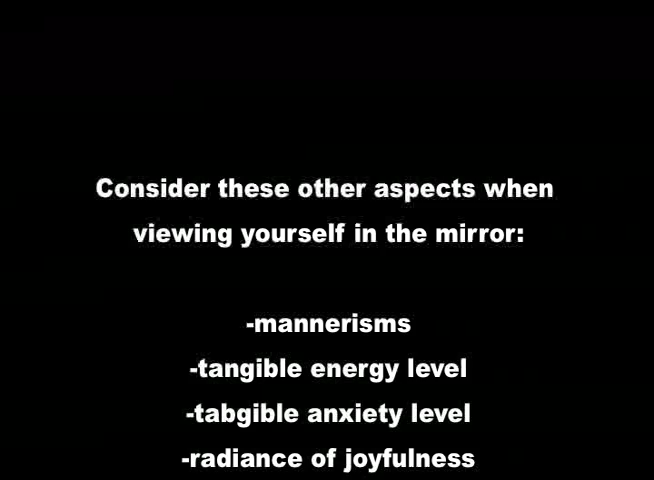 Consider these other aspects when
viewing yourself in the mirror:
-mannerisms
-tangible energy level
-tabgible anxiety level
-radiance of joyfulness